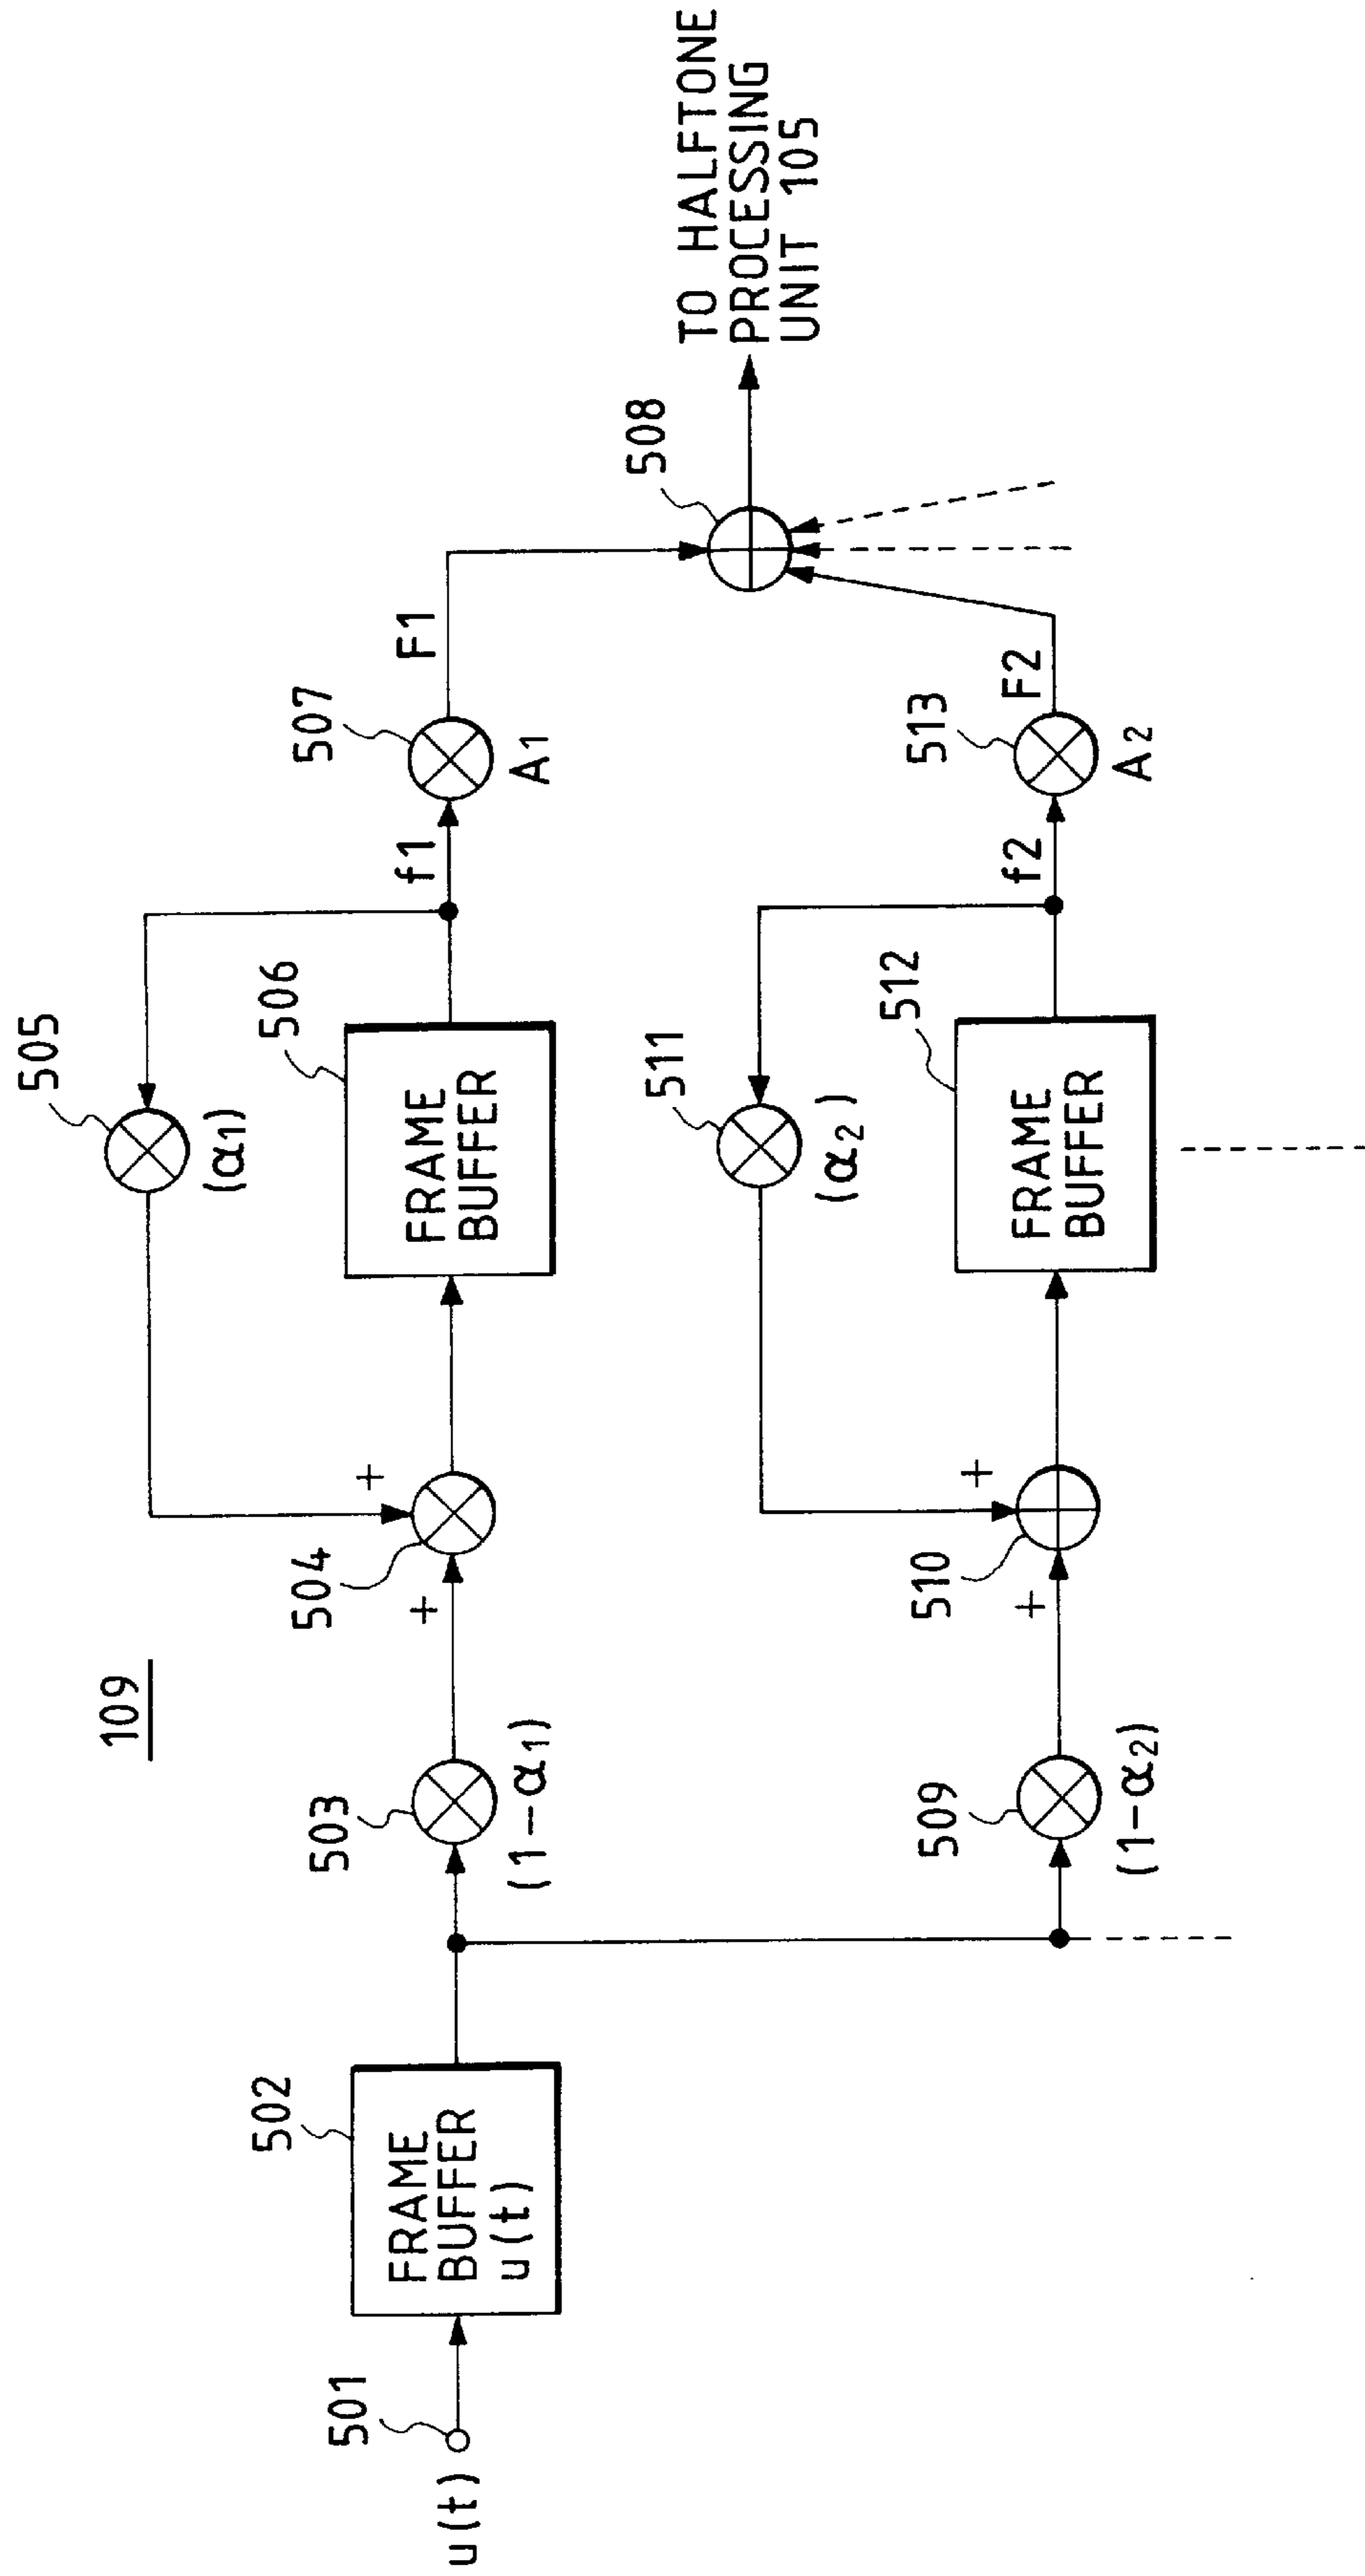 109
u(t)
501
502
FRAME
BUFFER
u(t)
503
(1-α1)
+
504
+
505
(α1)
506
FRAME
BUFFER
f1
507
A1
F1
508
TO HALFTONE
PROCESSING
UNIT 105
509
(1-α2)
+
510
+
511
(α2)
512
FRAME
BUFFER
f2
513
A2
F2